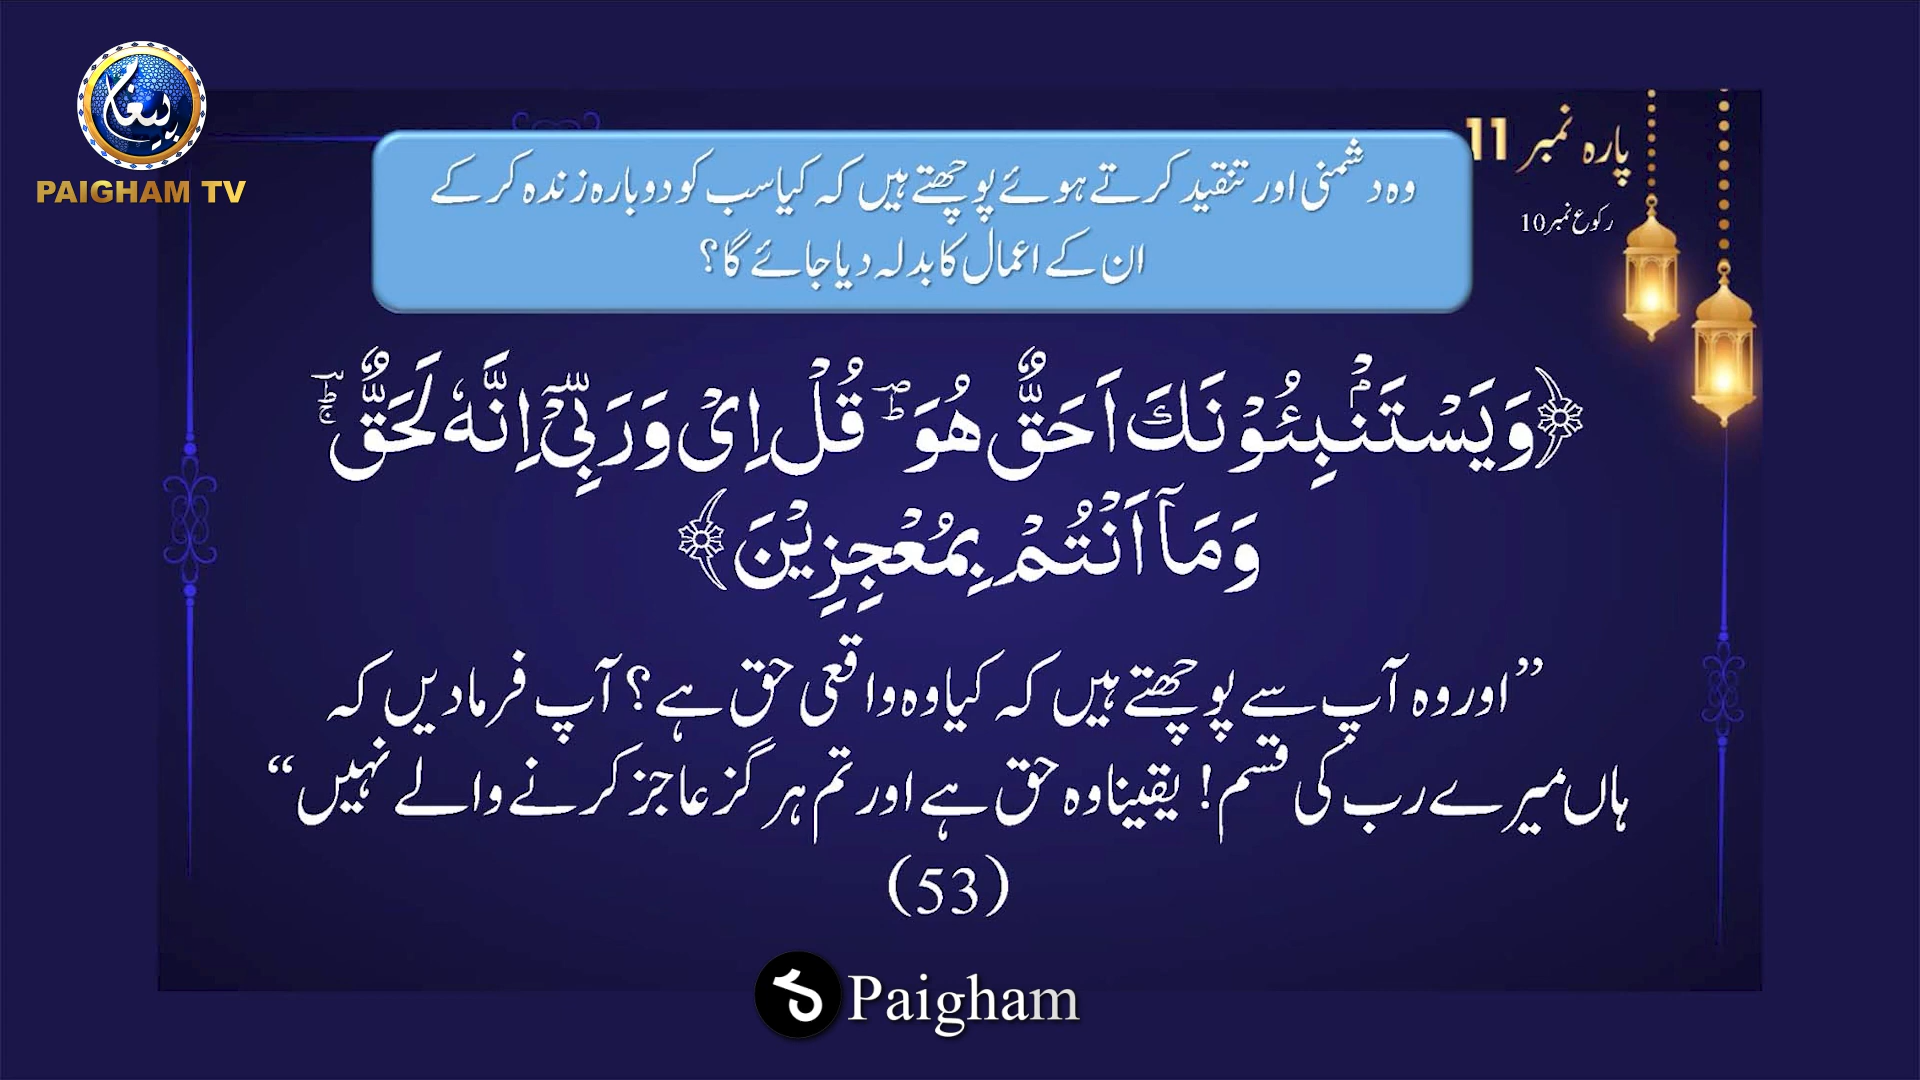 پیغام
PAIGHAM TV
پارہ نمبر 11
رکوع نمبر 10
وہ دشمنی اور تنقید کرتے ہوئے پوچھتے ہیں کہ کیا سب کو دوبارہ زندہ کر کے
ان کے اعمال کا بدلہ دیا جائے گا؟
﴿وَيَسْتَنْۢبِـُٔوْنَكَ اَحَقٌّ هُوَ ؕؔ قُلْ اِیْ وَرَبِّیْۤ اِنَّهٗ لَحَقٌّ ؔؕۚ
وَمَاۤ اَنْتُمْ بِمُعْجِزِيْنَ﴾
”اور وہ آپ سے پوچھتے ہیں کہ کیا وہ واقعی حق ہے؟ آپ فرما دیں کہ
ہاں میرے رب کی قسم! یقینا وہ حق ہے اور تم ہر گز عاجز کرنے والے نہیں“
(53)
Paigham